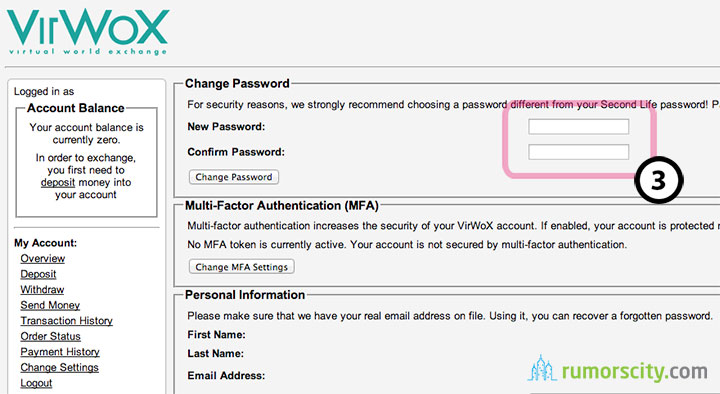 VirWoX
virtual world exchange
Logged in as
Account Balance
Your account balance is
currently zero.
In order to exchange,
you first need to
deposit money into
your account
My Account:
Overview
Deposit
Withdraw
Send Money
Transaction History
Order Status
Payment History
Change Settings
Logout
Change Password
For security reasons, we strongly recommend choosing a password different from your Second Life password!
New Password:
Confirm Password:
Change Password
3
Multi-Factor Authentication (MFA)
Multi-factor authentication increases the security of your VirWoX account. If enabled, your account is protected
No MFA token is currently active. Your account is not secured by multi-factor authentication.
Change MFA Settings
Personal Information
Please make sure that we have your real email address on file. Using it, you can recover a forgotten password.
First Name:
Last Name:
Email Address:
rumorscity.com